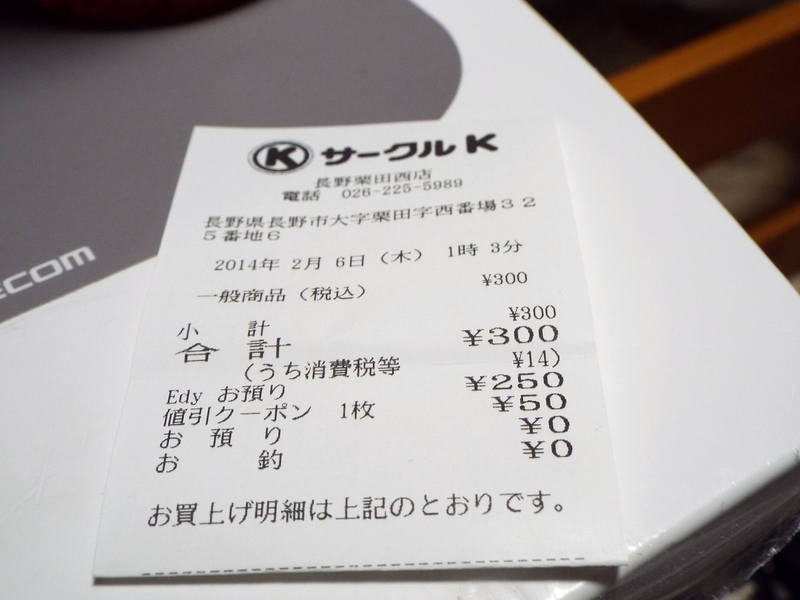 K サークルK
長野栗田西店
電話 026-225-5989
長野県長野市大字栗田字西番場32
5番地6
2014年 2月 6日（木） 1時 3分
一般商品（税込） ¥300
小 計 ¥300
合 計 ¥300
（うち消費税等 ¥14）
Edy お預り ¥250
値引クーポン 1枚 ¥50
お 預 り ¥0
お 釣 ¥0
お買上げ明細は上記のとおりです。
ecom